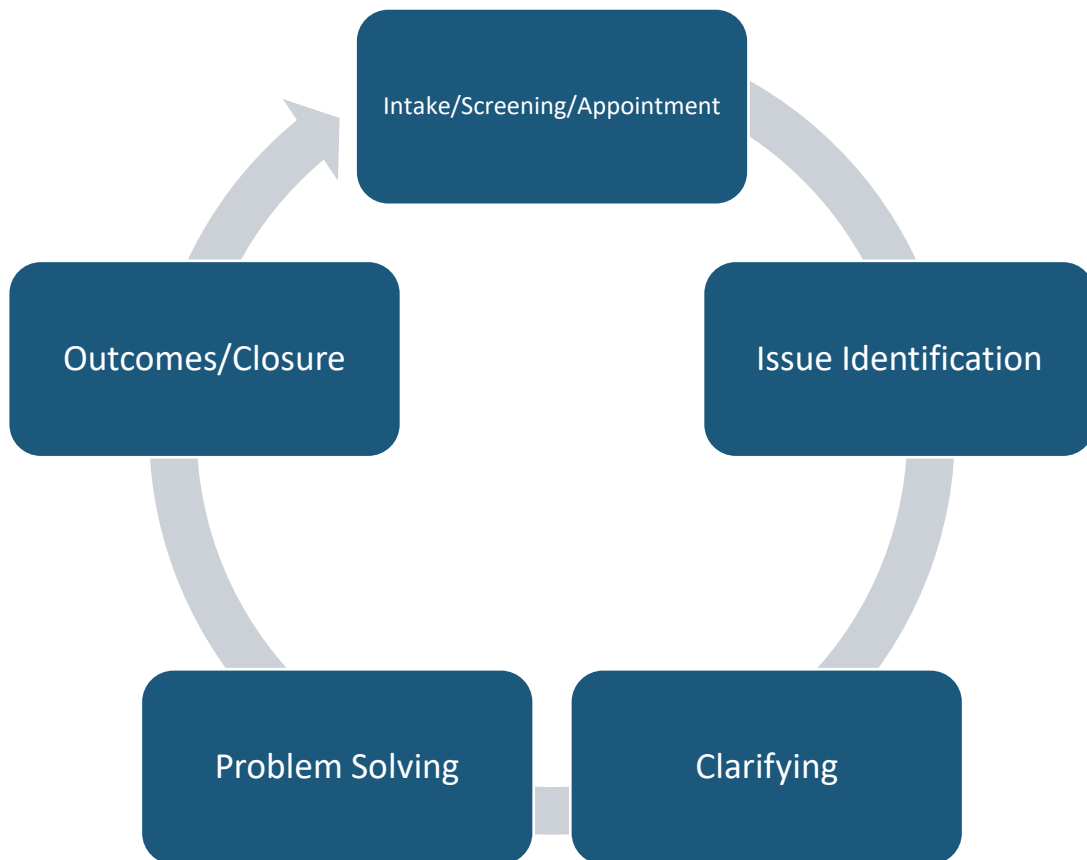 Intake/Screening/Appointment
Issue Identification
Clarifying
Problem Solving
Outcomes/Closure